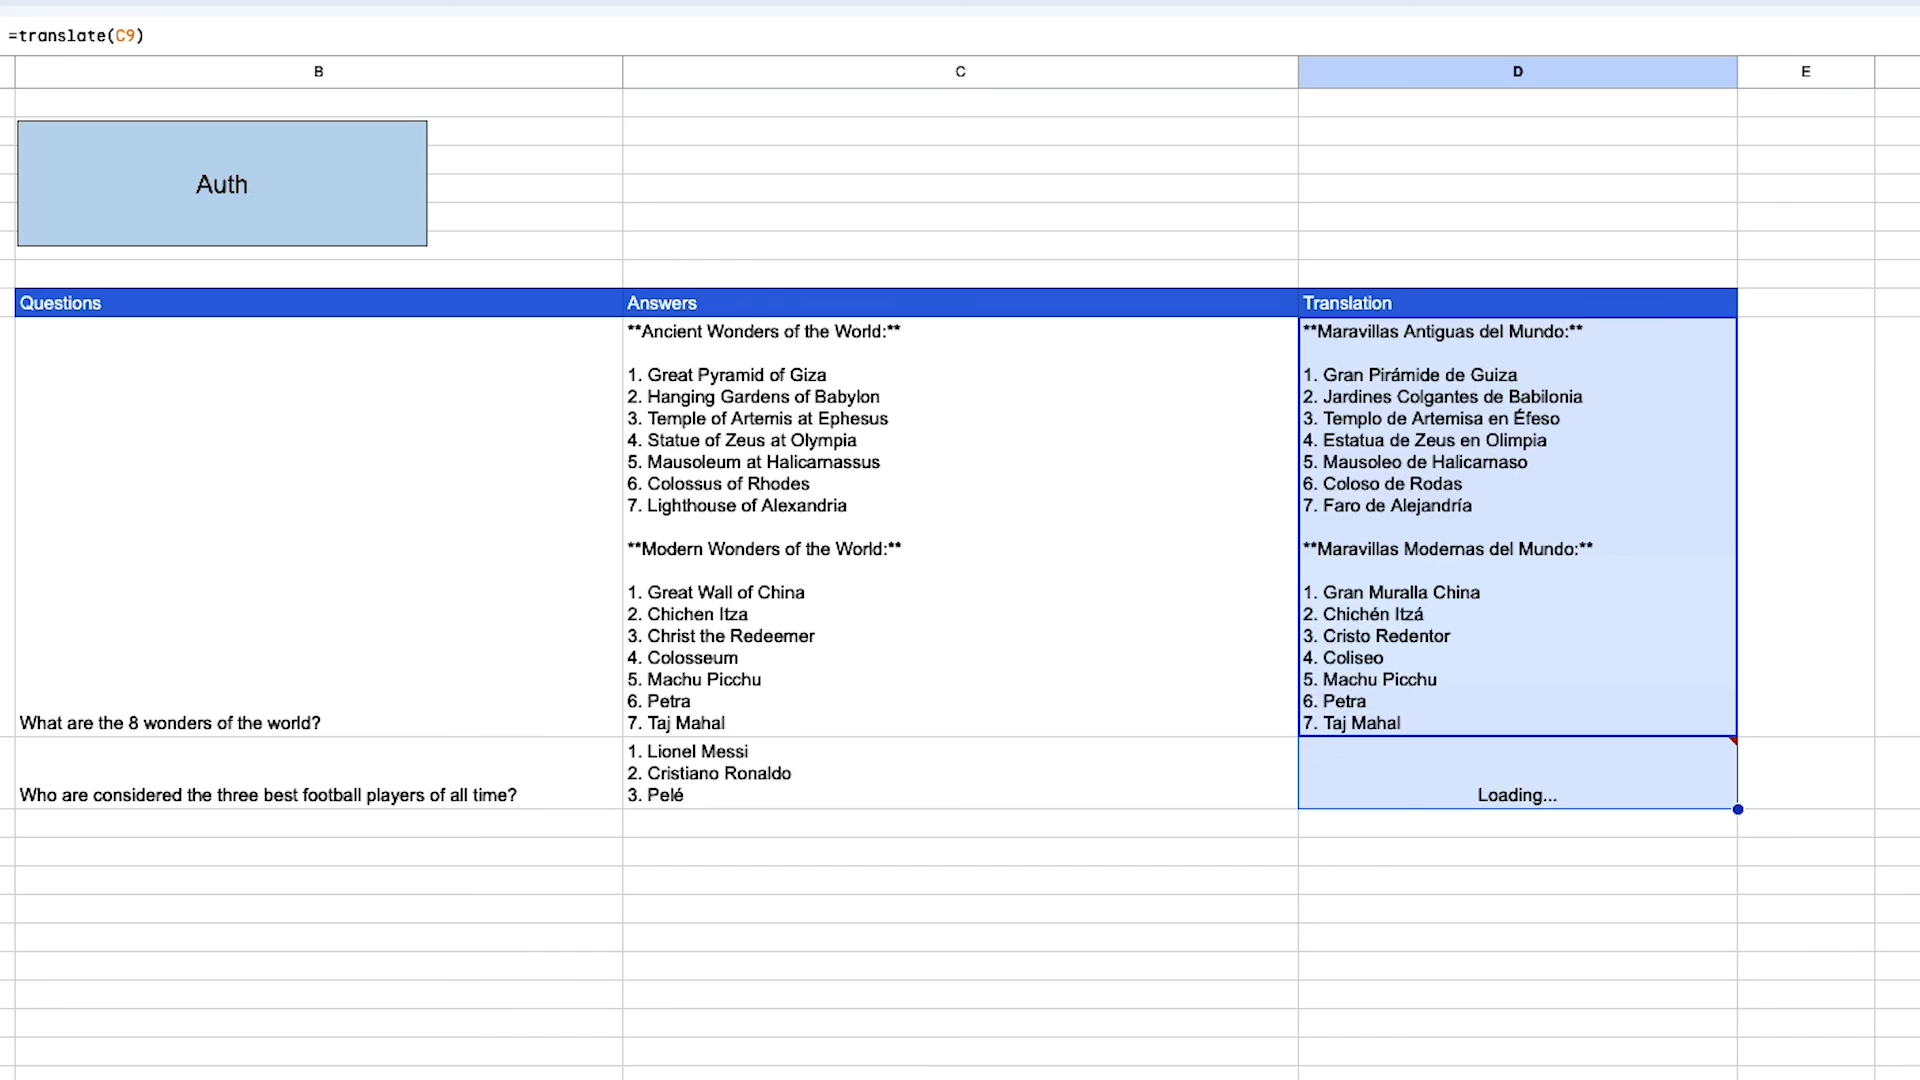 =translate(C9)
B C D E
Auth
Questions Answers Translation
**Ancient Wonders of the World:**
1. Great Pyramid of Giza
2. Hanging Gardens of Babylon
3. Temple of Artemis at Ephesus
4. Statue of Zeus at Olympia
5. Mausoleum at Halicarnassus
6. Colossus of Rhodes
7. Lighthouse of Alexandria
**Modern Wonders of the World:**
1. Great Wall of China
2. Chichen Itza
3. Christ the Redeemer
4. Colosseum
5. Machu Picchu
6. Petra
7. Taj Mahal
**Maravillas Antiguas del Mundo:**
1. Gran Pirámide de Guiza
2. Jardines Colgantes de Babilonia
3. Templo de Artemisa en Éfeso
4. Estatua de Zeus en Olimpia
5. Mausoleo de Halicarnaso
6. Coloso de Rodas
7. Faro de Alejandría
**Maravillas Modernas del Mundo:**
1. Gran Muralla China
2. Chichén Itzá
3. Cristo Redentor
4. Coliseo
5. Machu Picchu
6. Petra
7. Taj Mahal
What are the 8 wonders of the world?
1. Lionel Messi
2. Cristiano Ronaldo
3. Pelé
Who are considered the three best football players of all time?
Loading...